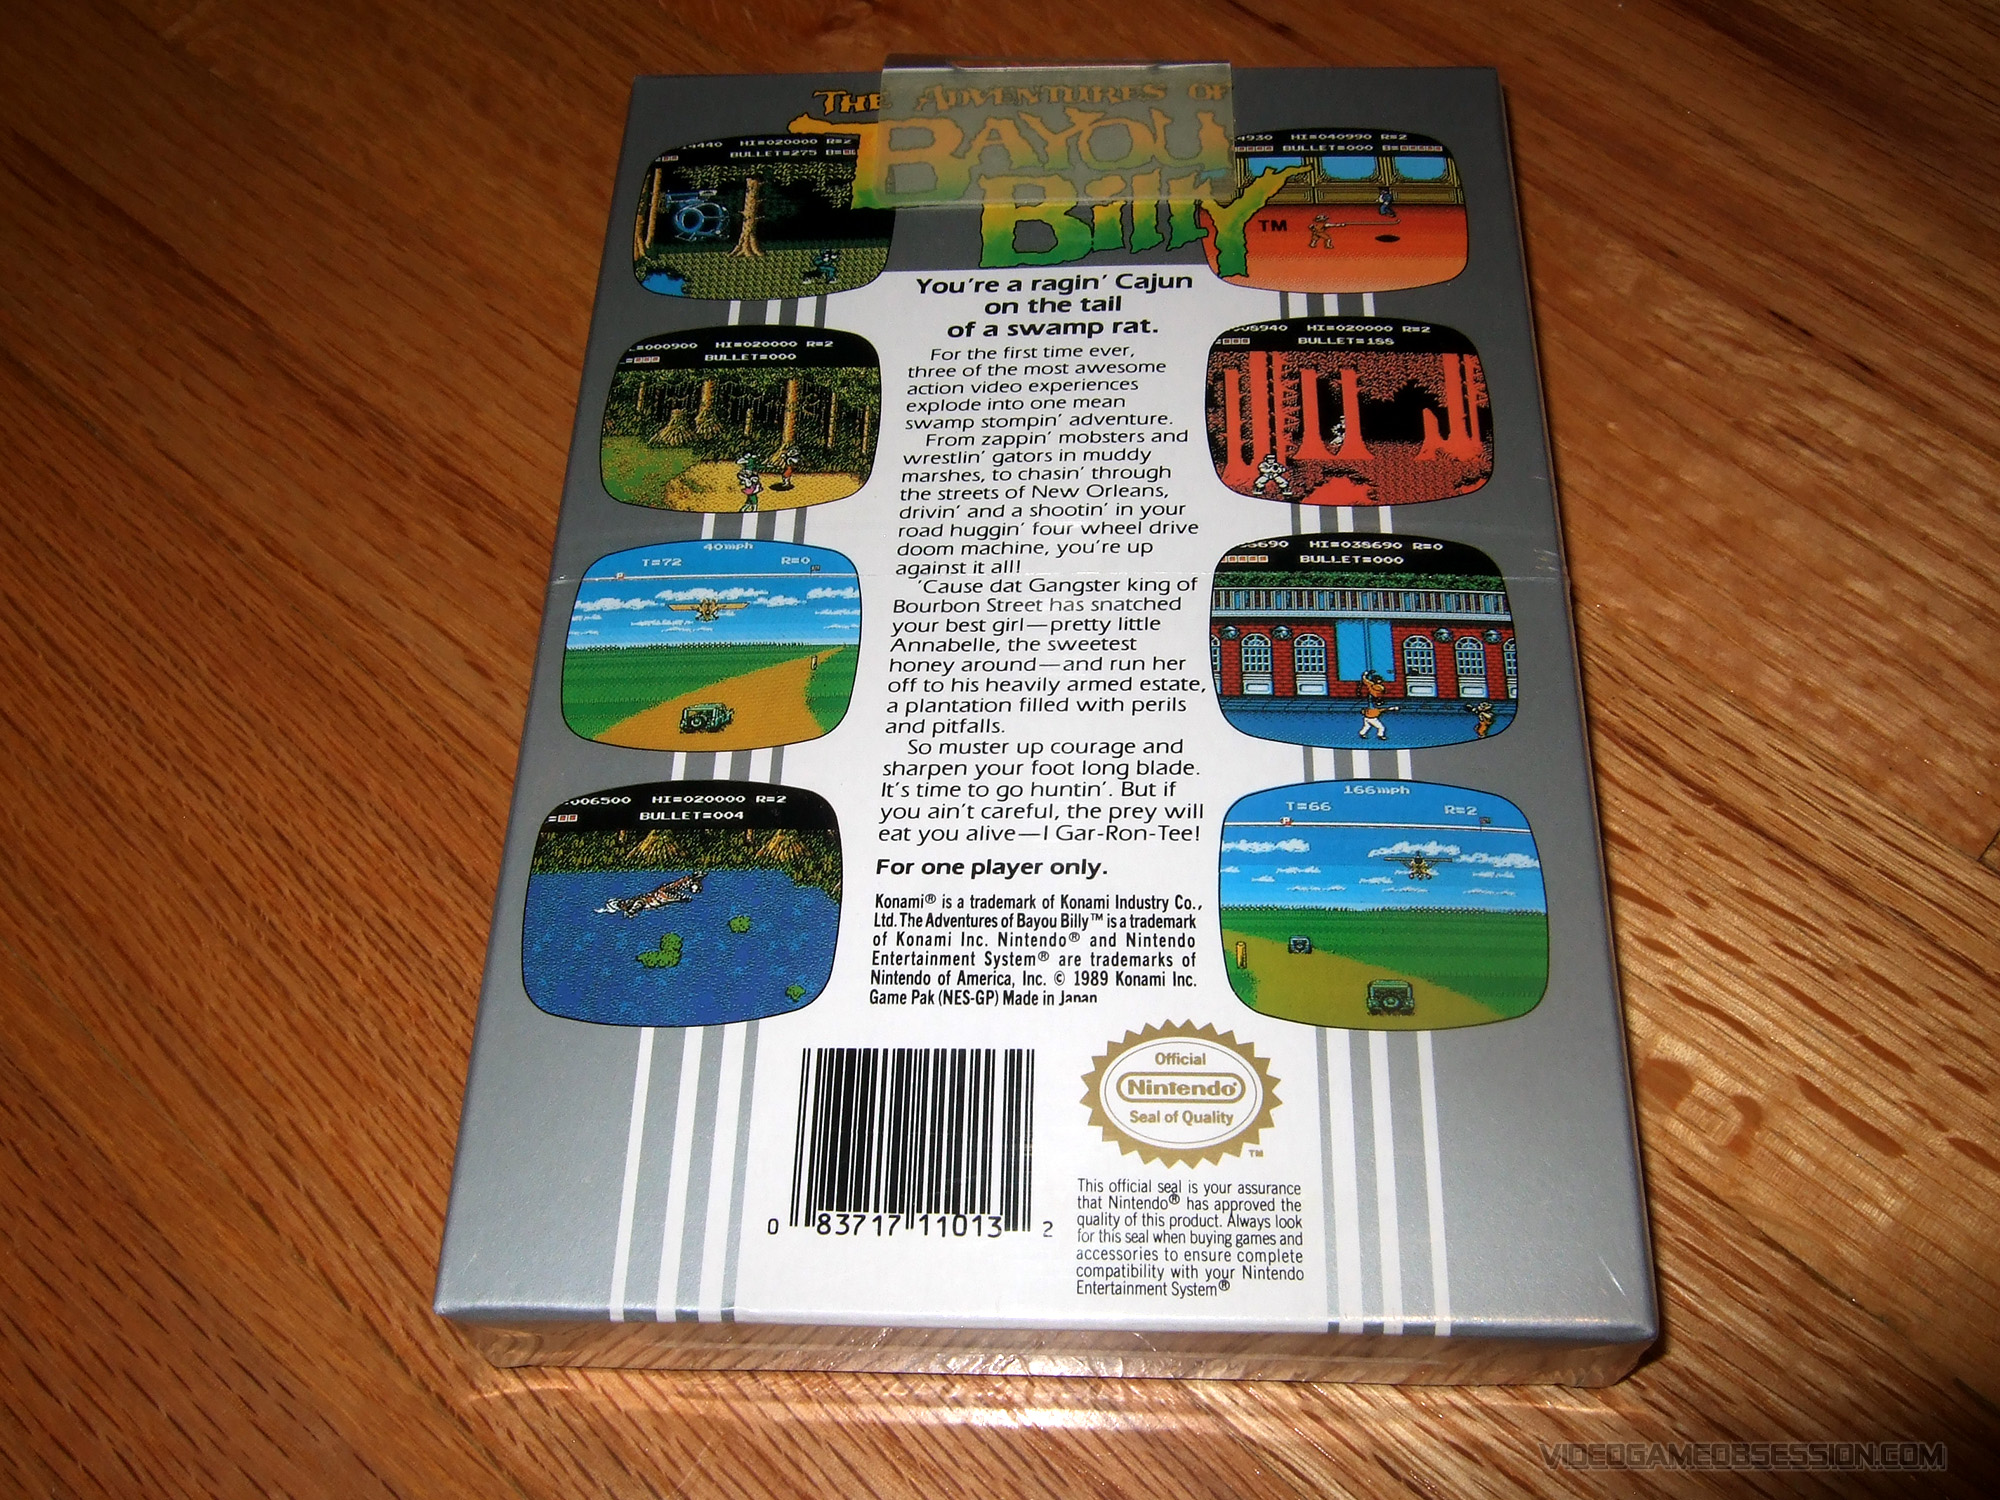 THE ADVENTURES OF
BAYOU
BILLY
TM
4440 HI=020000 R=2
BULLET=275 B=
4930 HI=040990 R=2
BULLET=000 B=
You're a ragin' Cajun
on the tail
of a swamp rat.
For the first time ever,
three of the most awesome
action video experiences
explode into one mean
swamp stompin' adventure.
From zappin' mobsters and
wrestlin' gators in muddy
marshes, to chasin' through
the streets of New Orleans,
drivin' and a shootin' in your
road huggin' four wheel drive
doom machine, you're up
against it all!
'Cause dat Gangster king of
Bourbon Street has snatched
your best girl—pretty little
Annabelle, the sweetest
honey around—and run her
off to his heavily armed estate,
a plantation filled with perils
and pitfalls.
So muster up courage and
sharpen your foot long blade.
It's time to go huntin'. But if
you ain't careful, the prey will
eat you alive—I Gar-Ron-Tee!
For one player only.
Konami® is a trademark of Konami Industry Co.,
Ltd. The Adventures of Bayou Billy™ is a trademark
of Konami Inc. Nintendo® and Nintendo
Entertainment System® are trademarks of
Nintendo of America, Inc. © 1989 Konami Inc.
Game Pak (NES-GP) Made in Japan
=000900 HI=020000 R=2
BULLET=000
40mph
T=72 R=0
006500 HI=020000 R=2
BULLET=004
008940 HI=020000 R=2
BULLET=188
HI=038690 R=0
BULLET=000
166mph
T=66 R=2
0 83717 11013 2
Official
Nintendo®
Seal of Quality
TM
This official seal is your assurance
that Nintendo® has approved the
quality of this product. Always look
for this seal when buying games and
accessories to ensure complete
compatibility with your Nintendo
Entertainment System®
VIDEOGAMEOBSESSION.COM